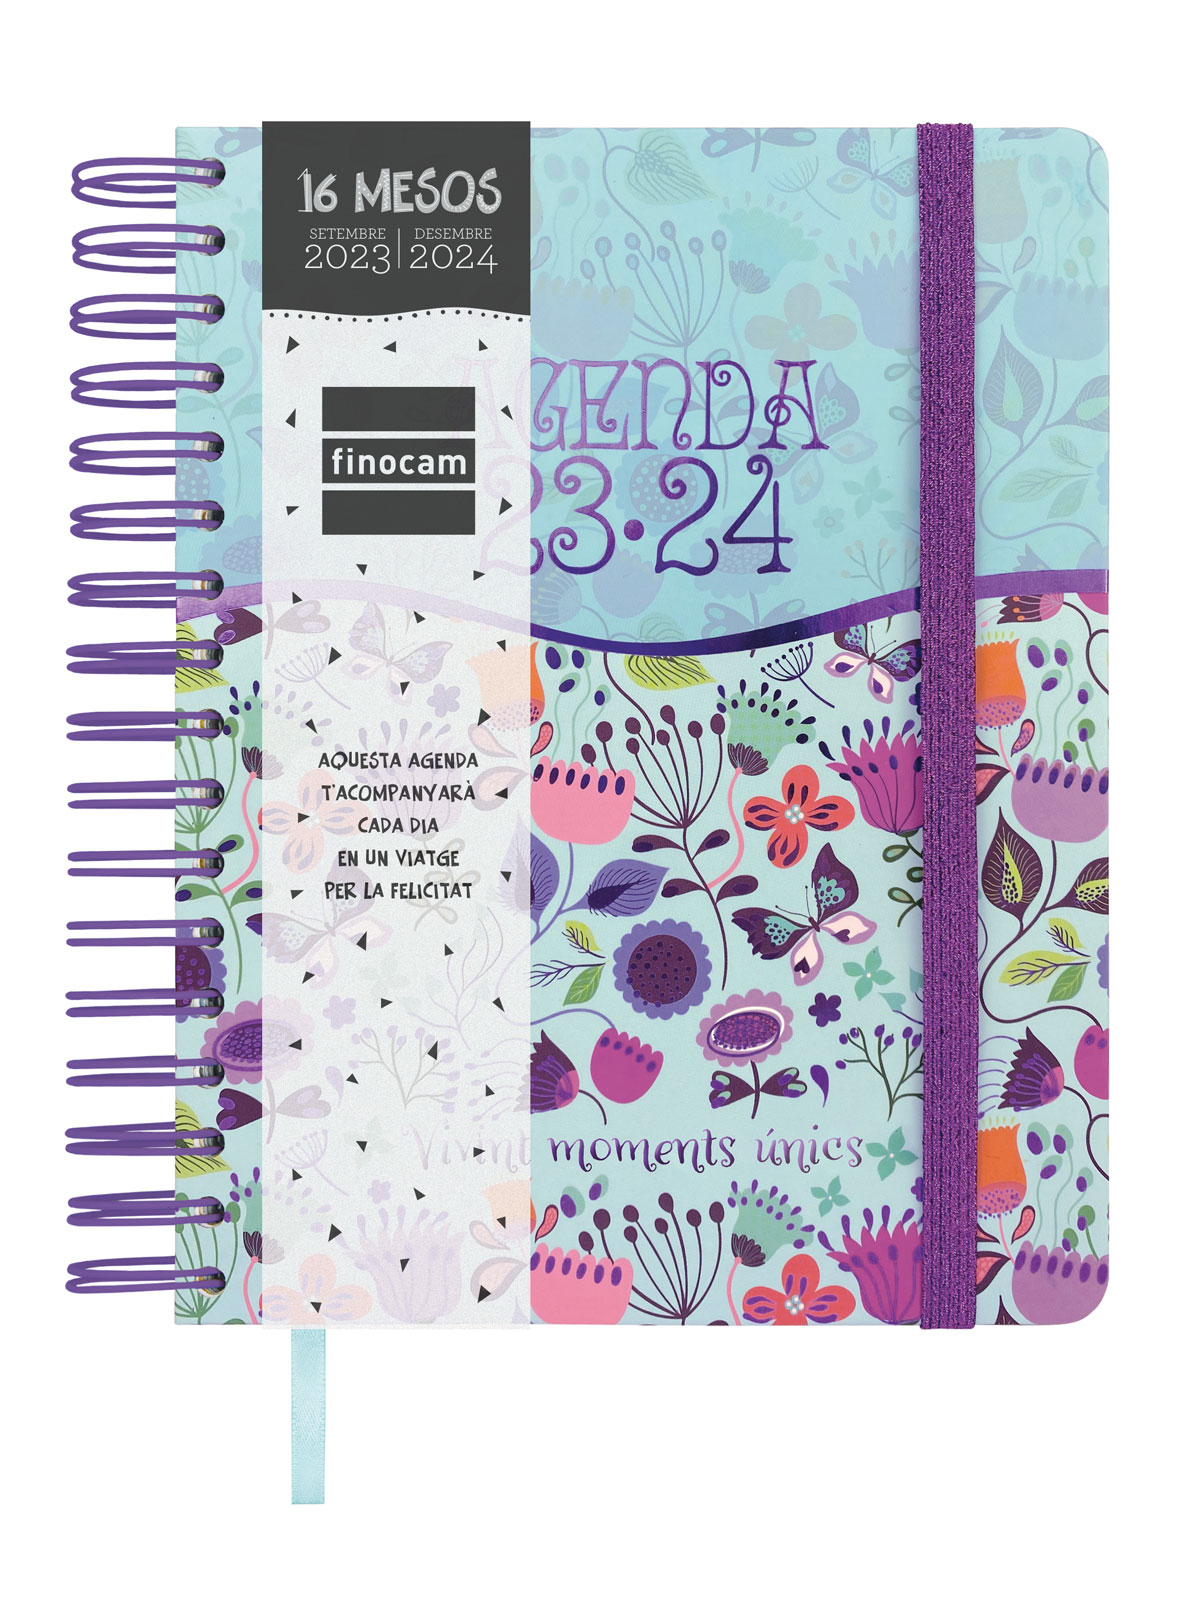 16 MESOS
SETEMBRE DESEMBRE
2023 2024
AGENDA
finocam
23·24
AQUESTA AGENDA
T'ACOMPANYARÀ
CADA DIA
EN UN VIATGE
PER LA FELICITAT
Vivint moments únics